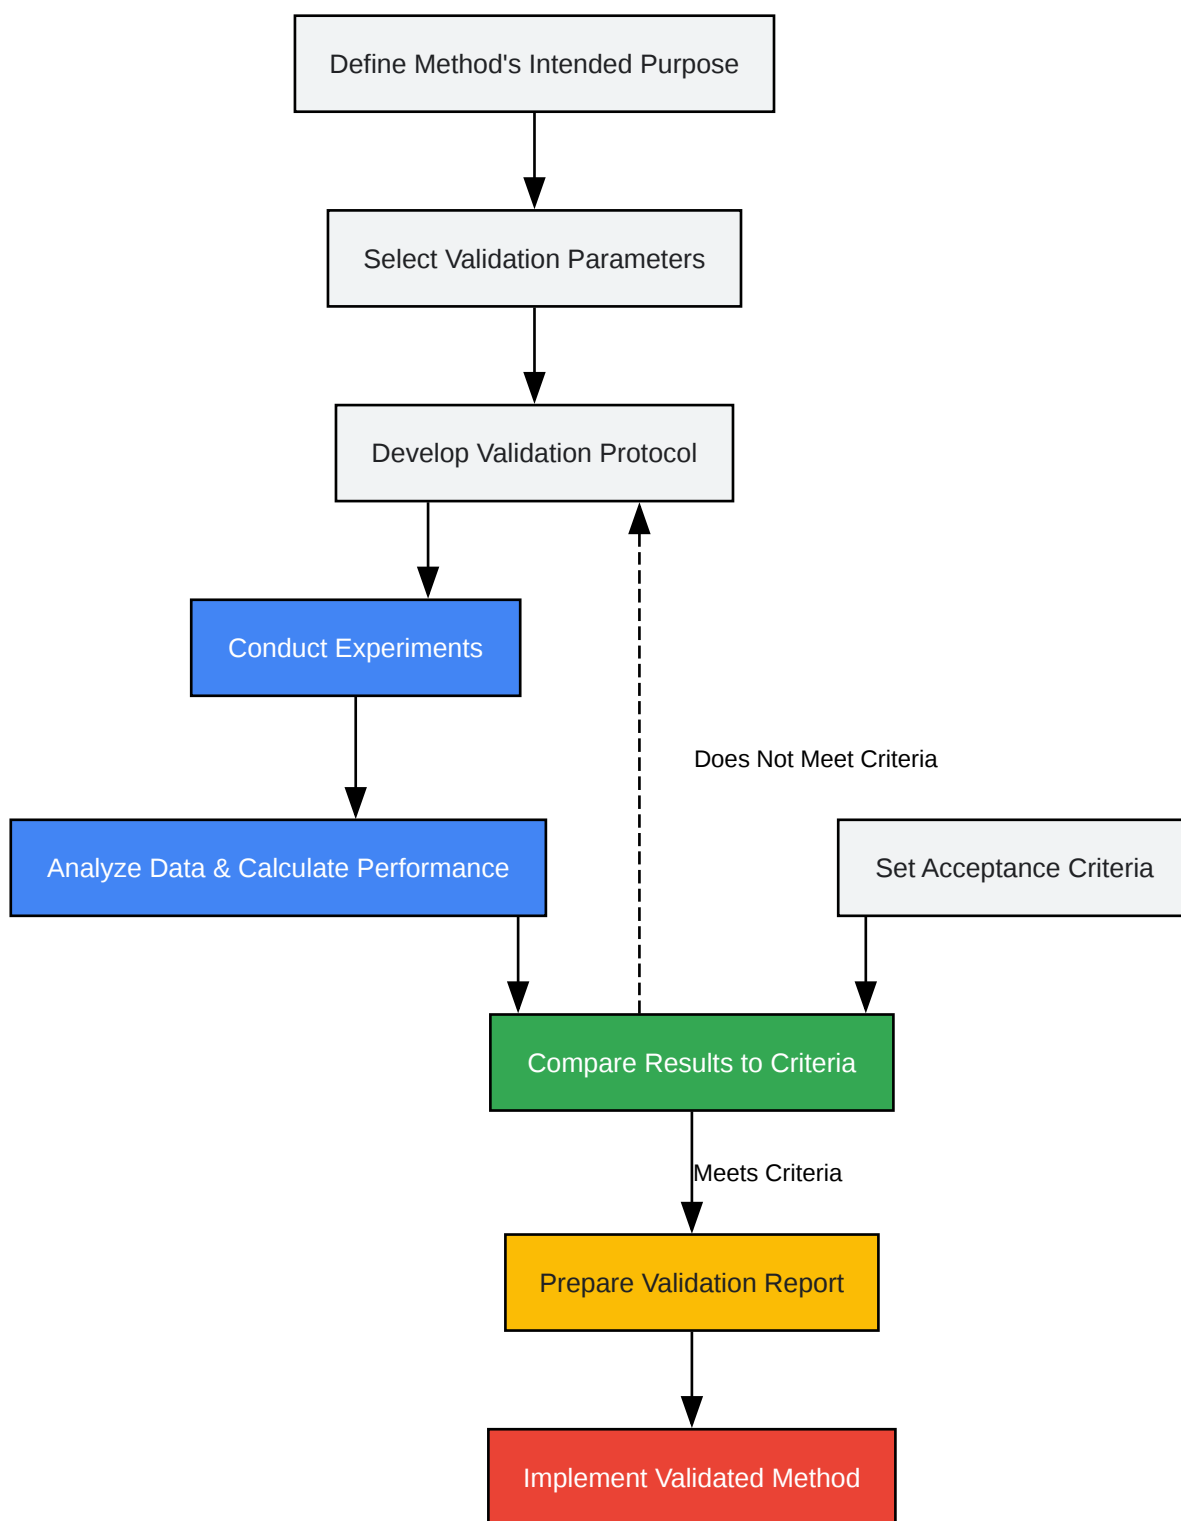 Define Method's Intended Purpose
Select Validation Parameters
Develop Validation Protocol
Conduct Experiments
Does Not Meet Criteria
Analyze Data & Calculate Performance
Set Acceptance Criteria
Compare Results to Criteria
Meets Criteria
Prepare Validation Report
Implement Validated Method